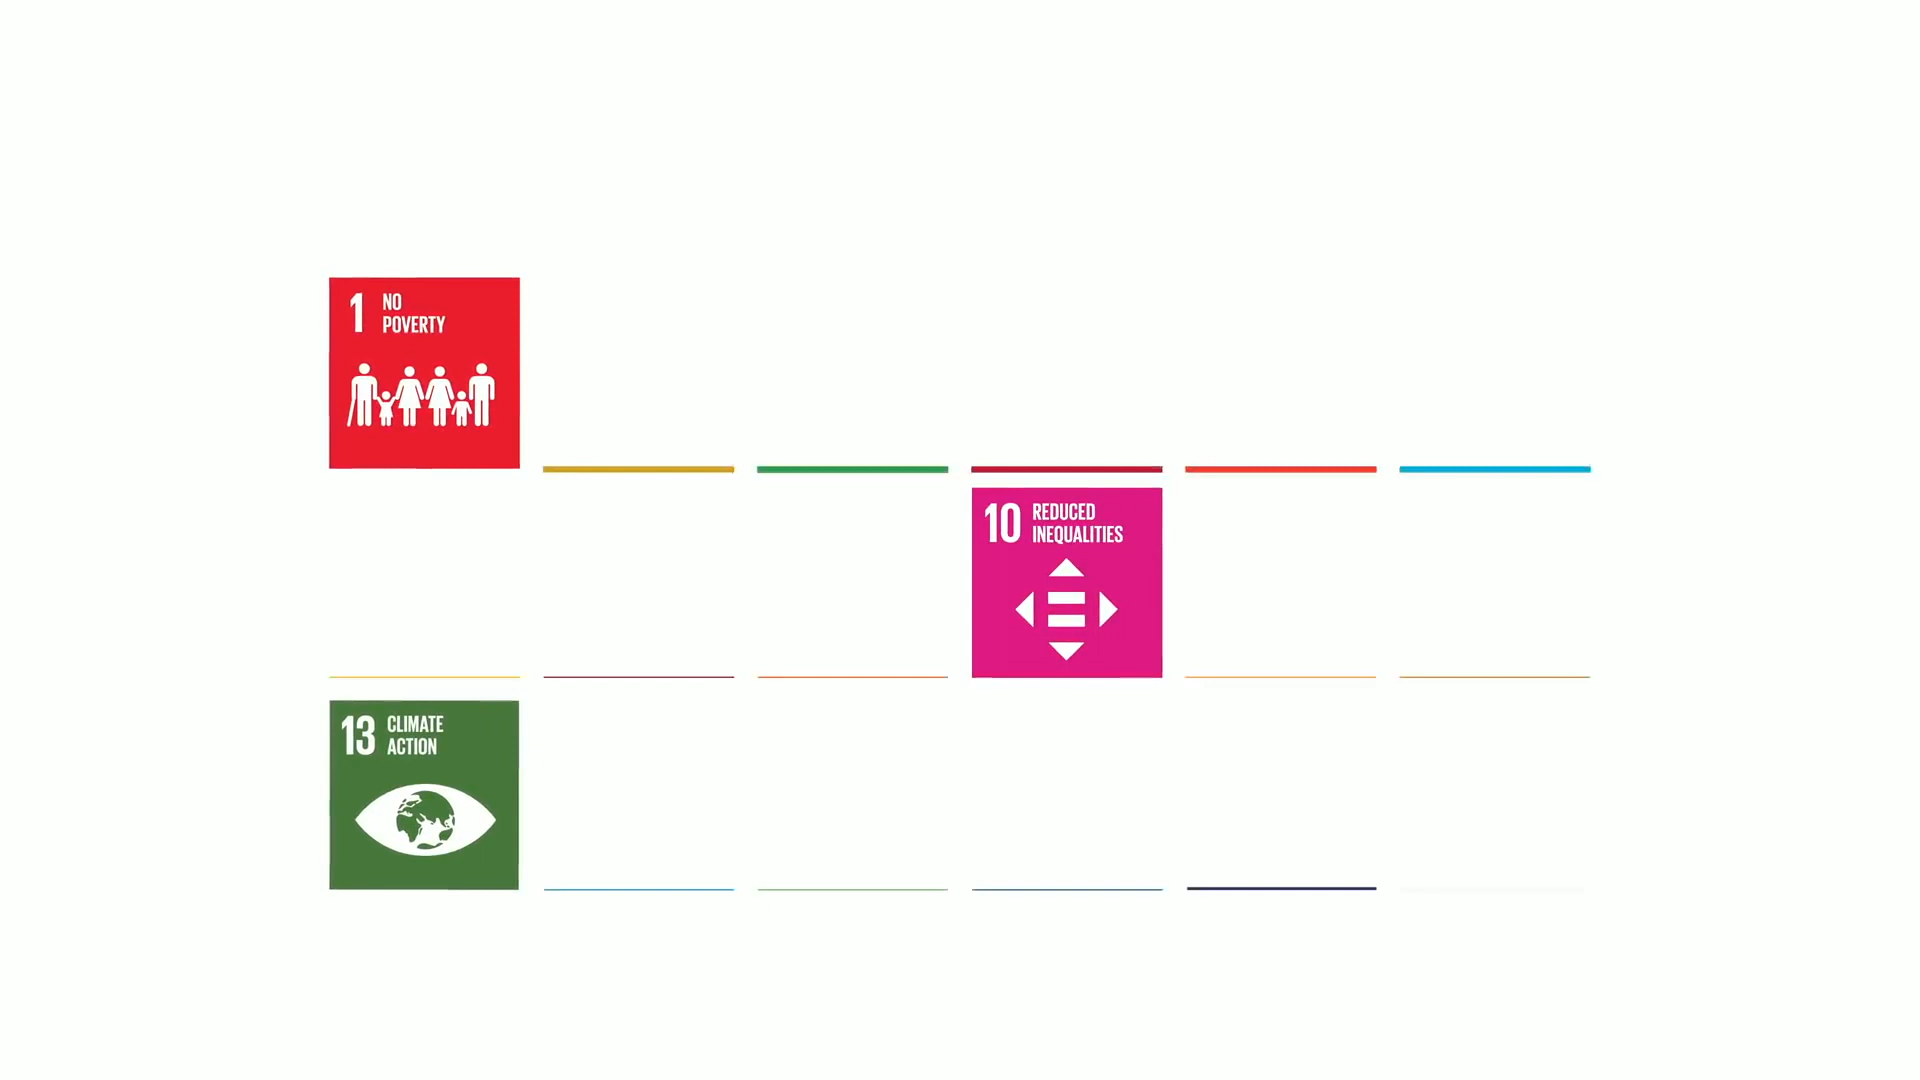 1 NO
POVERTY
10 REDUCED
INEQUALITIES
13 CLIMATE
ACTION